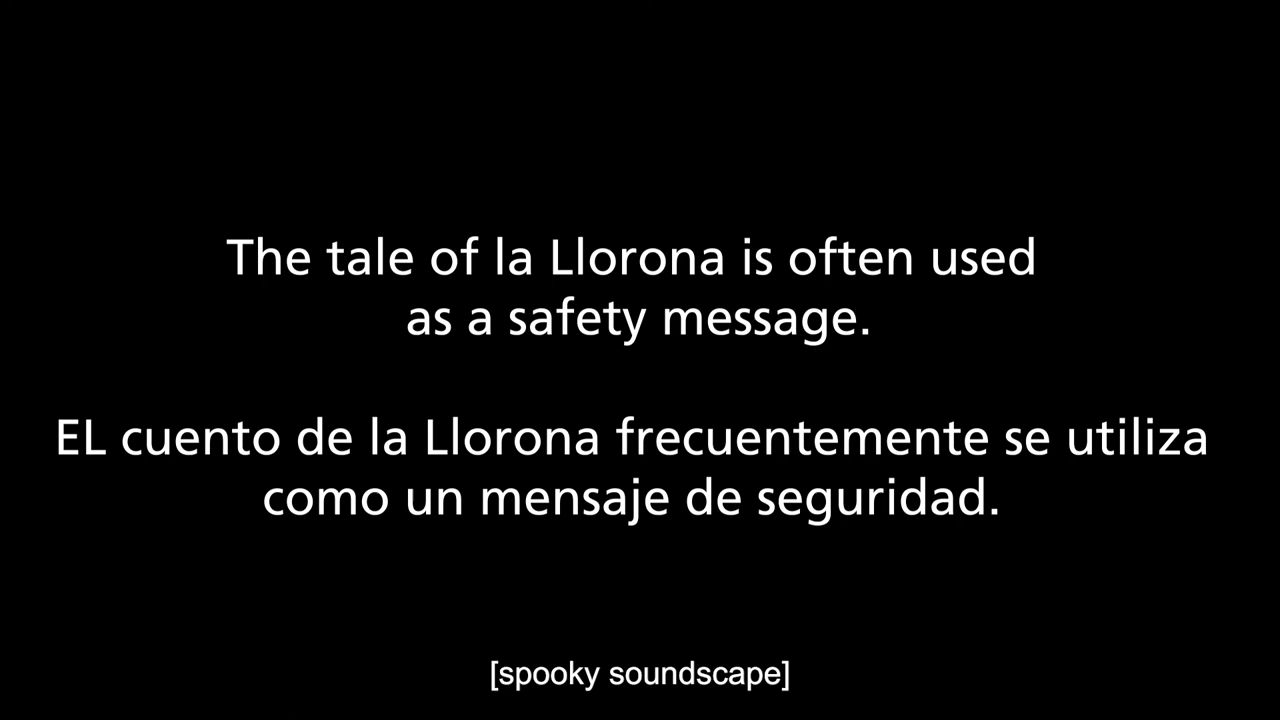 The tale of la Llorona is often used
as a safety message.
EL cuento de la Llorona frecuentemente se utiliza
como un mensaje de seguridad.
[spooky soundscape]